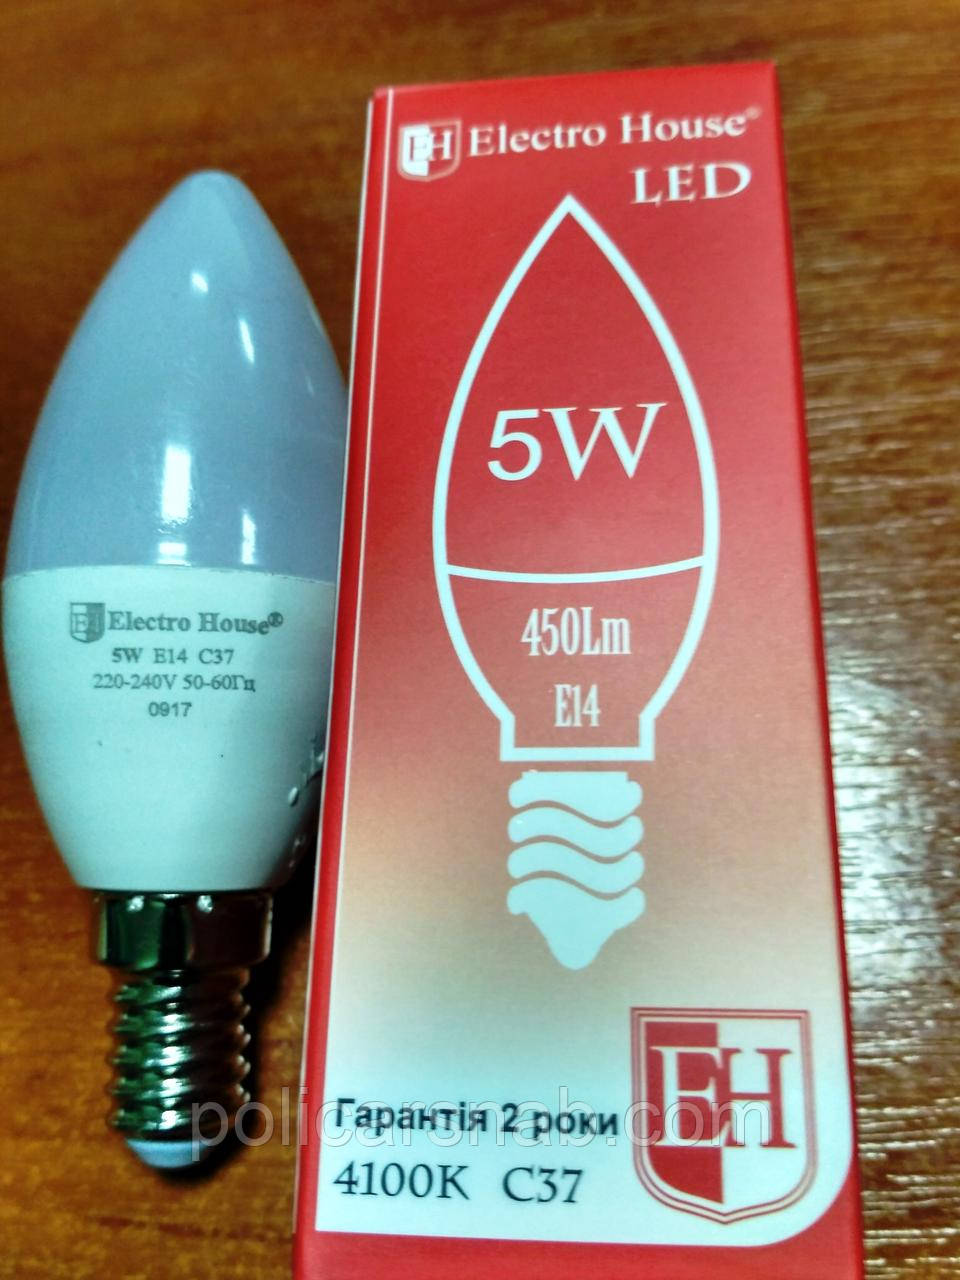 EH Electro House®
LED
5W
450Lm
E14
EH
Гарантія 2 роки
4100K C37
EH Electro House®
5W E14 C37
220-240V 50-60Гц
0917
policarsnab.com